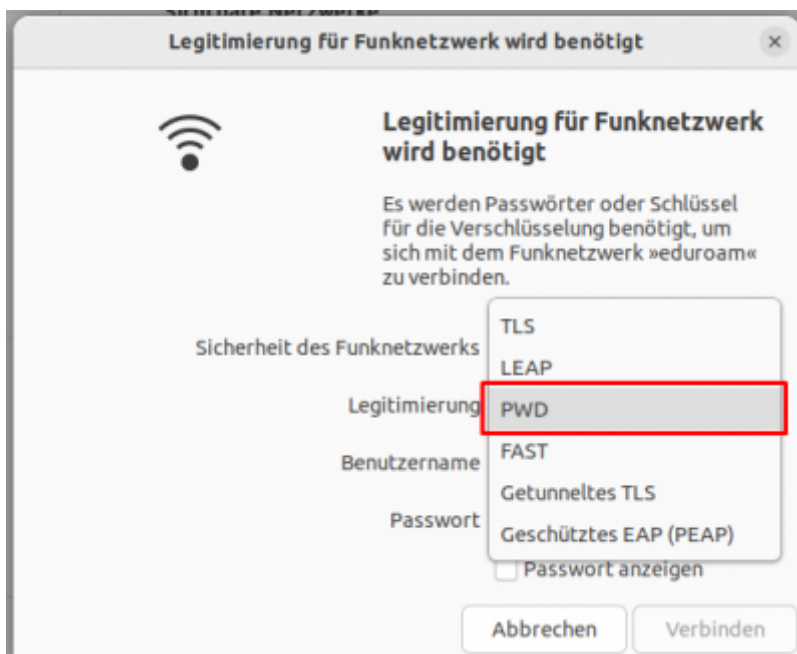 Sichtbare Netzwerke
Legitimierung für Funknetzwerk wird benötigt
Legitimierung für Funknetzwerk
wird benötigt
Es werden Passwörter oder Schlüssel
für die Verschlüsselung benötigt, um
sich mit dem Funknetzwerk »eduroam«
zu verbinden.
Sicherheit des Funknetzwerks
TLS
LEAP
Legitimierung
PWD
Benutzername
FAST
Getunneltes TLS
Passwort
Geschütztes EAP (PEAP)
Passwort anzeigen
Abbrechen
Verbinden